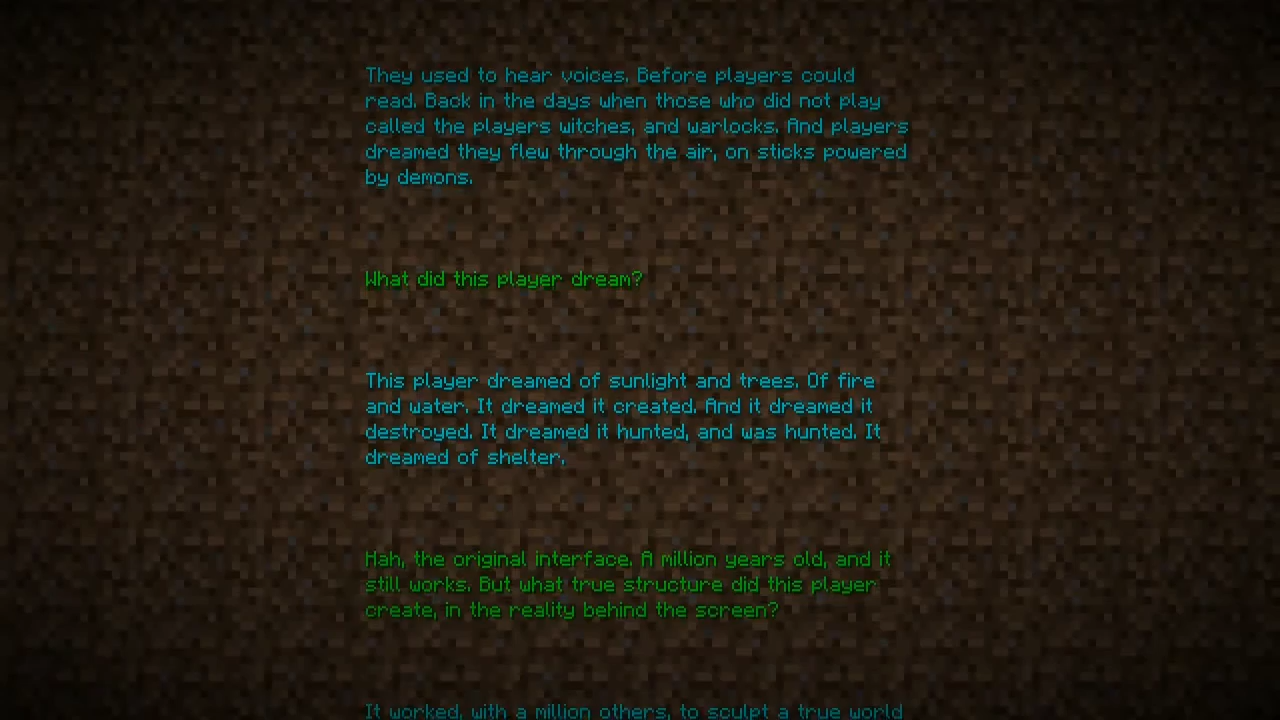 They used to hear voices. Before players could
read. Back in the days when those who did not play
called the players witches, and warlocks. And players
dreamed they flew through the air, on sticks powered
by demons.
What did this player dream?
This player dreamed of sunlight and trees. Of fire
and water. It dreamed it created. And it dreamed it
destroyed. It dreamed it hunted, and was hunted. It
dreamed of shelter.
Hah, the original interface. A million years old, and it
still works. But what true structure did this player
create, in the reality behind the screen?
It worked, with a million others, to sculpt a true world